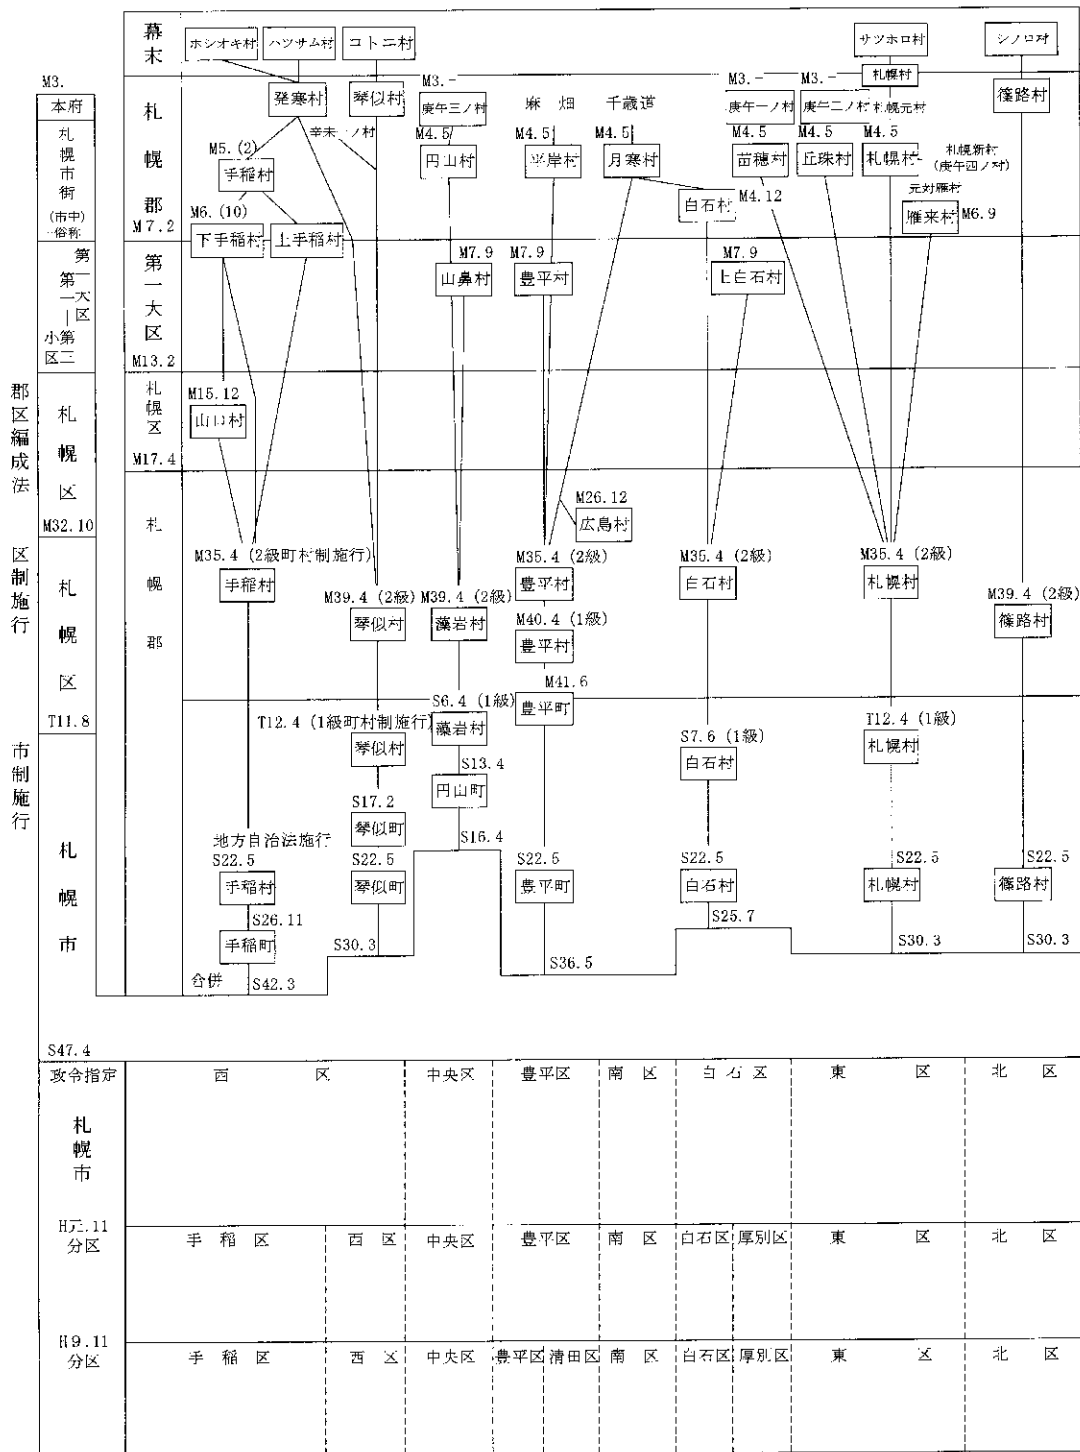 幕末
ホシオキ村 ハツサム村 コトニ村 サツホロ村 シノロ村
札幌村
M3.
本府
札幌市街
(市中)
俗称
札幌郡
M7.2
発寒村 琴似村
M3.-
庚午三ノ村
麻畑 千歳道
M3.- M3.-
庚午一ノ村 庚午二ノ村 札幌元村
篠路村
辛未一ノ村
M5.(2)
手稲村
M4.5 M4.5 M4.5 M4.5 M4.5 M4.5
円山村 平岸村 月寒村 苗穂村 丘珠村 札幌村
札幌新村
(庚午四ノ村)
白石村 M4.12
元対雁村
雁来村 M6.9
M6.(10)
下手稲村 上手稲村
第一大区
第一大区
小第
区三
M13.2
M7.9 M7.9 M7.9
山鼻村 豊平村 上白石村
郡区編成法
札幌区
M32.10
札幌区
M17.4
M15.12
山口村
札幌郡
M26.12
広島村
区制施行
札幌区
T11.8
M35.4 (2級町村制施行) M35.4 (2級) M35.4 (2級) M35.4 (2級)
手稲村 豊平村 白石村 札幌村
M39.4 (2級) M39.4 (2級) M39.4 (2級)
琴似村 藻岩村 篠路村
M40.4 (1級)
豊平村
M41.6
豊平町
S6.4 (1級)
藻岩村
T12.4 (1級町村制施行) T12.4 (1級)
琴似村 札幌村
S7.6 (1級)
白石村
市制施行
札幌市
S13.4
円山町
S17.2
琴似町
S16.4
地方自治法施行
S22.5 S22.5 S22.5 S22.5 S22.5 S22.5
手稲村 琴似町 豊平町 白石村 札幌村 篠路村
S26.11
手稲町
S25.7
S30.3 S30.3 S30.3
S36.5
合併 S42.3
S47.4
政令指定
札幌市
西区 中央区 豊平区 南区 白石区 東区 北区
H元.11
分区
手稲区 西区 中央区 豊平区 南区 白石区 厚別区 東区 北区
H9.11
分区
手稲区 西区 中央区 豊平区 清田区 南区 白石区 厚別区 東区 北区